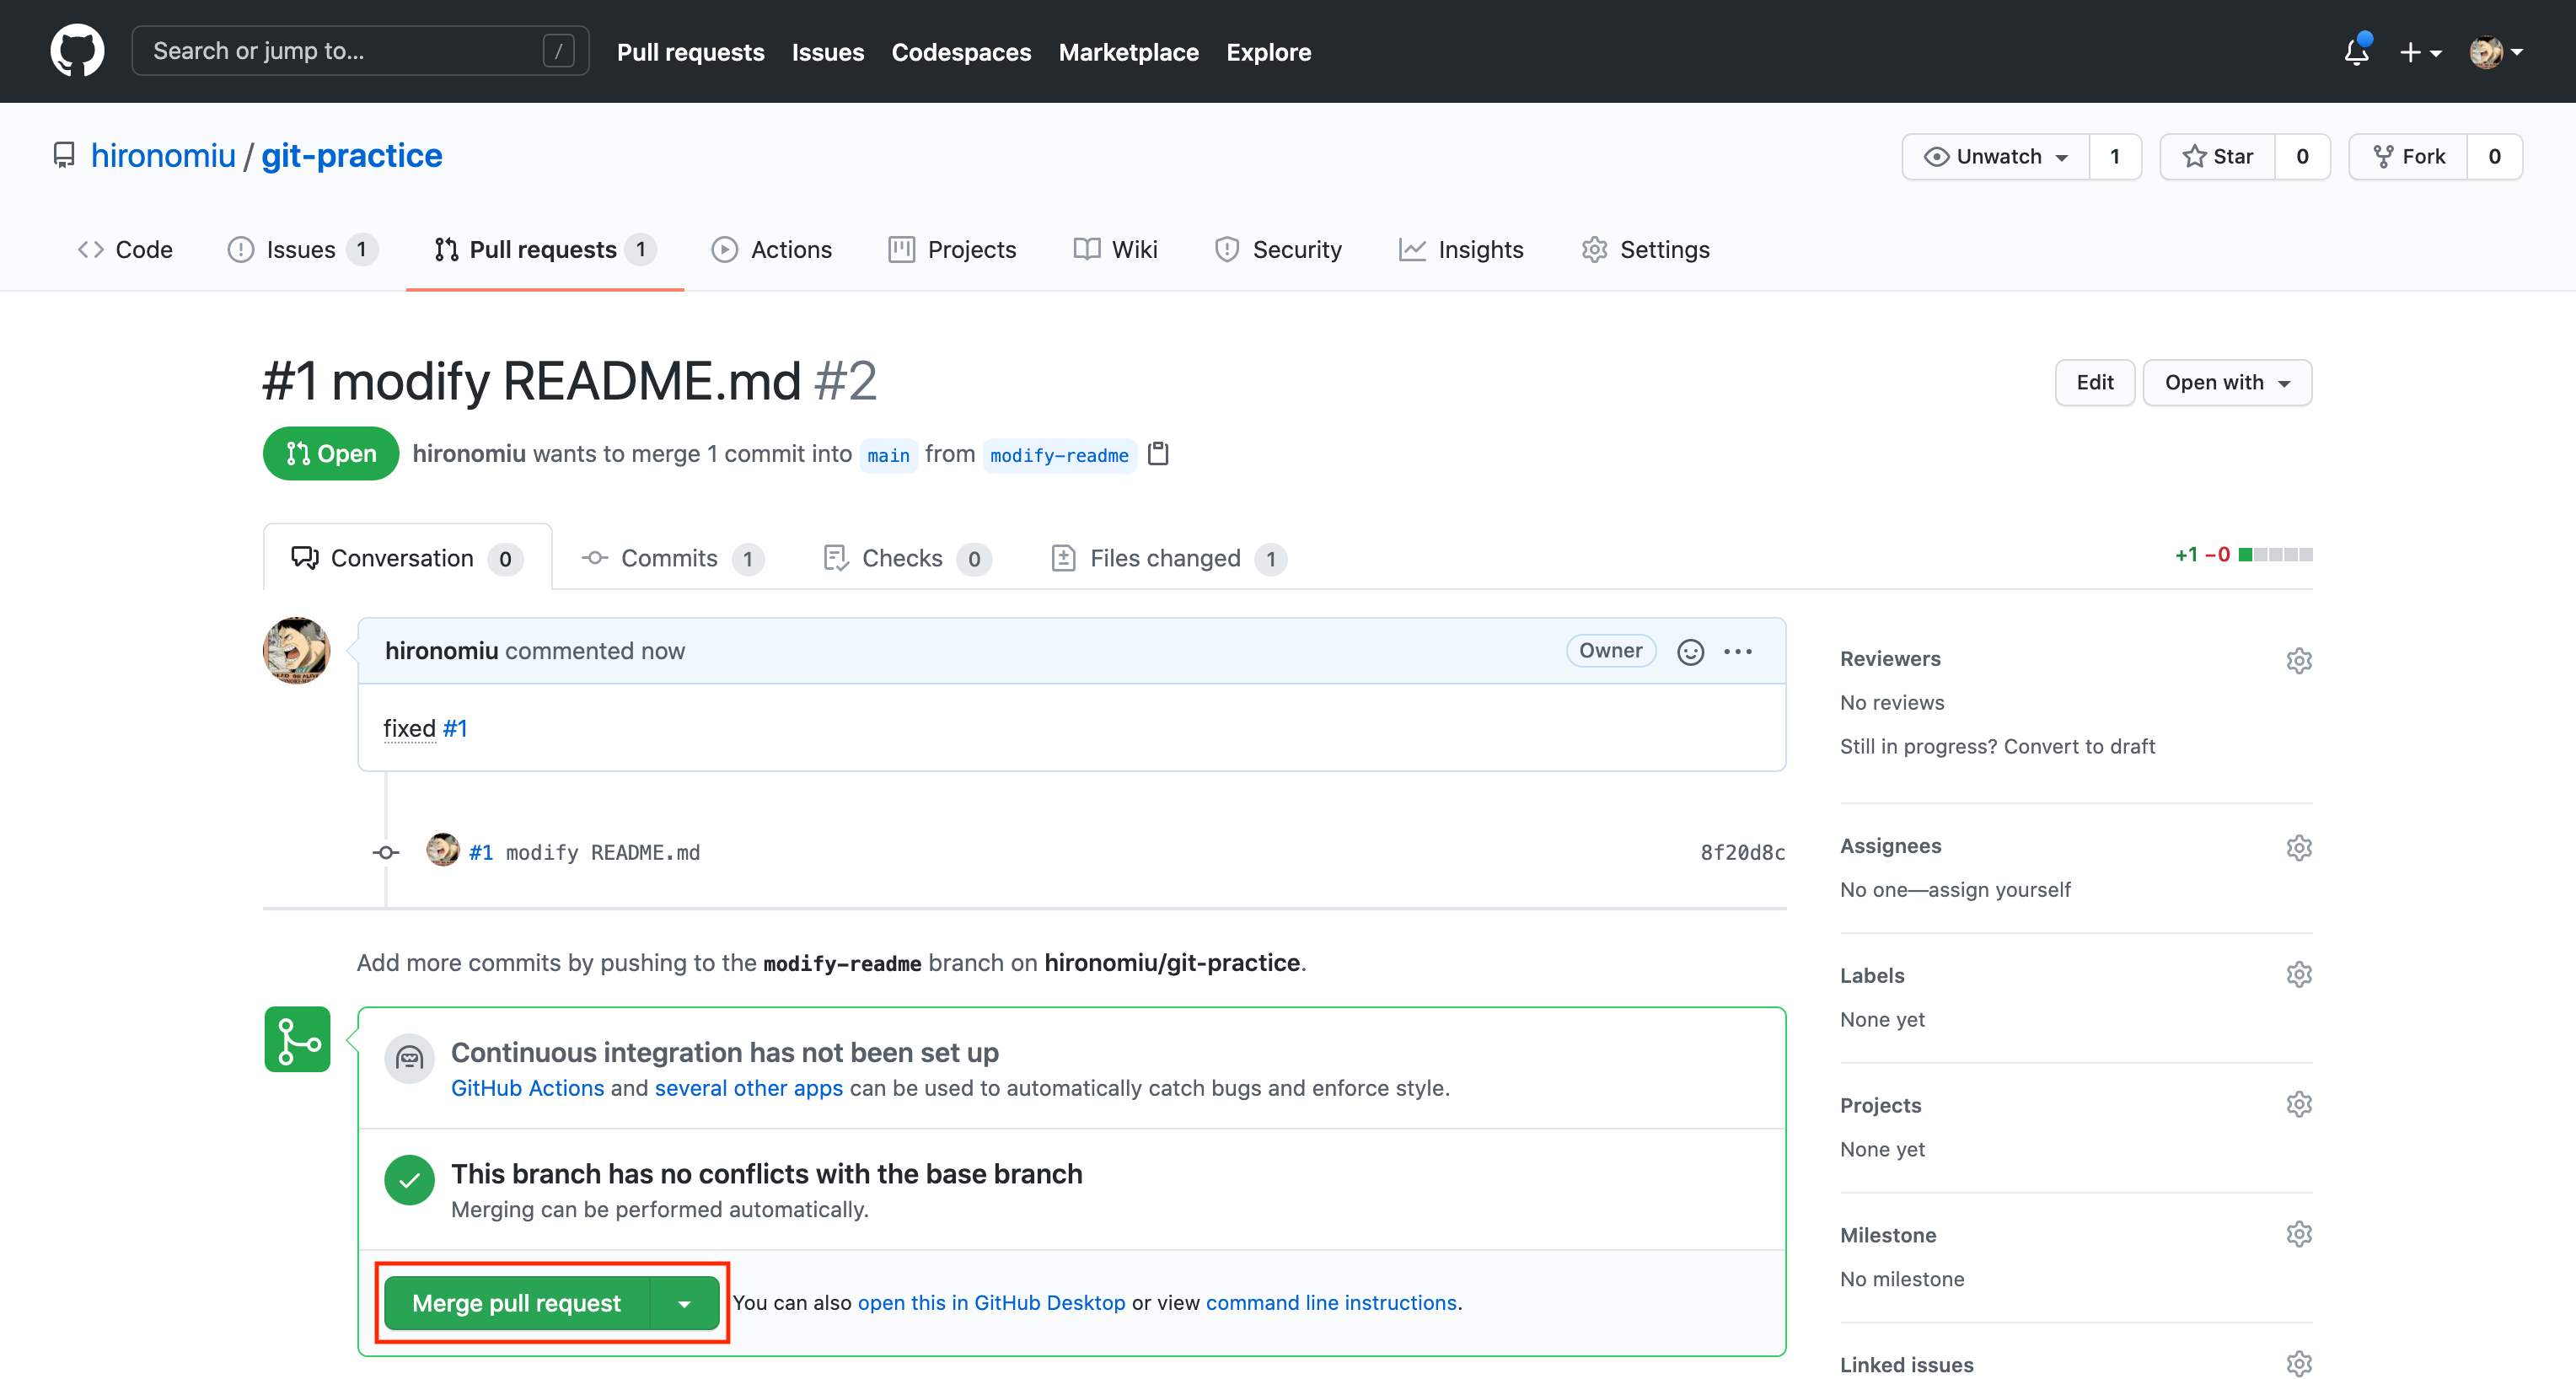 Search or jump to... /
Pull requests Issues Codespaces Marketplace Explore
hironomiu / git-practice
Unwatch 1 Star 0 Fork 0
Code Issues 1 Pull requests 1 Actions Projects Wiki Security Insights Settings
#1 modify README.md #2
Edit Open with
Open hironomiu wants to merge 1 commit into main from modify-readme
Conversation 0 Commits 1 Checks 0 Files changed 1
+1 −0
hironomiu commented now
Owner
fixed #1
#1 modify README.md 8f20d8c
Add more commits by pushing to the modify-readme branch on hironomiu/git-practice.
Continuous integration has not been set up
GitHub Actions and several other apps can be used to automatically catch bugs and enforce style.
This branch has no conflicts with the base branch
Merging can be performed automatically.
Merge pull request
You can also open this in GitHub Desktop or view command line instructions.
Reviewers
No reviews
Still in progress? Convert to draft
Assignees
No one—assign yourself
Labels
None yet
Projects
None yet
Milestone
No milestone
Linked issues